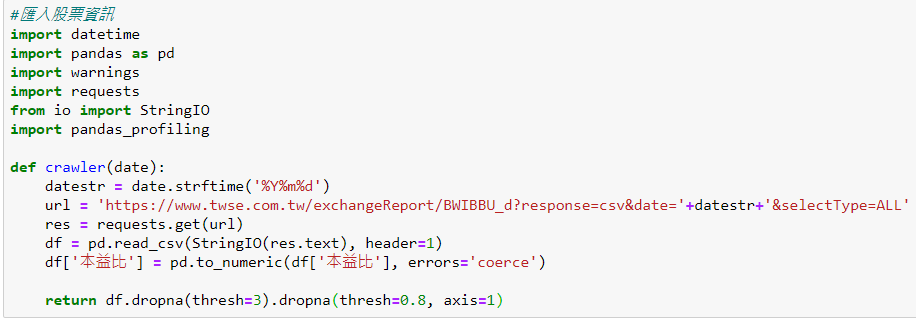 #匯入股票資訊
import datetime
import pandas as pd
import warnings
import requests
from io import StringIO
import pandas_profiling
def crawler(date):
    datestr = date.strftime('%Y%m%d')
    url = 'https://www.twse.com.tw/exchangeReport/BWIBBU_d?response=csv&date='+datestr+'&selectType=ALL'
    res = requests.get(url)
    df = pd.read_csv(StringIO(res.text), header=1)
    df['本益比'] = pd.to_numeric(df['本益比'], errors='coerce')
    return df.dropna(thresh=3).dropna(thresh=0.8, axis=1)